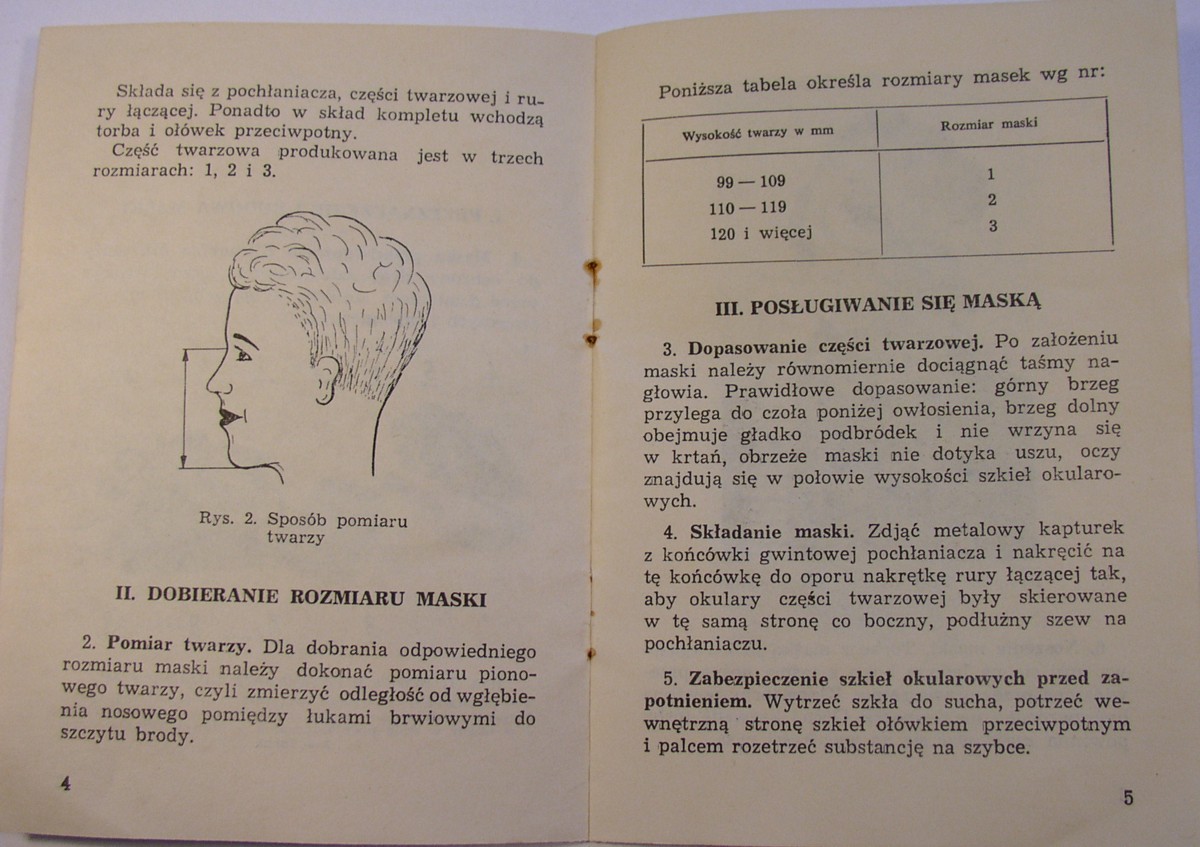 Składa się z pochłaniacza, części twarzowej i ru-
ry łączącej. Ponadto w skład kompletu wchodzą
torba i ołówek przeciwpotny.
Część twarzowa produkowana jest w trzech
rozmiarach: 1, 2 i 3.
Rys. 2. Sposób pomiaru
twarzy
II. DOBIERANIE ROZMIARU MASKI
2. Pomiar twarzy. Dla dobrania odpowiedniego
rozmiaru maski należy dokonać pomiaru piono-
wego twarzy, czyli zmierzyć odległość od wgłębie-
nia nosowego pomiędzy łukami brwiowymi do
szczytu brody.
4
Poniższa tabela określa rozmiary masek wg nr:
Wysokość twarzy w mm Rozmiar maski
99 — 109 1
110 — 119 2
120 i więcej 3
III. POSŁUGIWANIE SIĘ MASKĄ
3. Dopasowanie części twarzowej. Po założeniu
maski należy równomiernie dociągnąć taśmy na-
głowia. Prawidłowe dopasowanie: górny brzeg
przylega do czoła poniżej owłosienia, brzeg dolny
obejmuje gładko podbródek i nie wrzyna się
w krtań, obrzeże maski nie dotyka uszu, oczy
znajdują się w połowie wysokości szkieł okularo-
wych.
4. Składanie maski. Zdjąć metalowy kapturek
z końcówki gwintowej pochłaniacza i nakręcić na
tę końcówkę do oporu nakrętkę rury łączącej tak,
aby okulary części twarzowej były skierowane
w tę samą stronę co boczny, podłużny szew na
pochłaniaczu.
5. Zabezpieczenie szkieł okularowych przed za-
potnieniem. Wytrzeć szkła do sucha, potrzeć we-
wnętrzną stronę szkieł ołówkiem przeciwpotnym
i palcem rozetrzeć substancję na szybce.
5